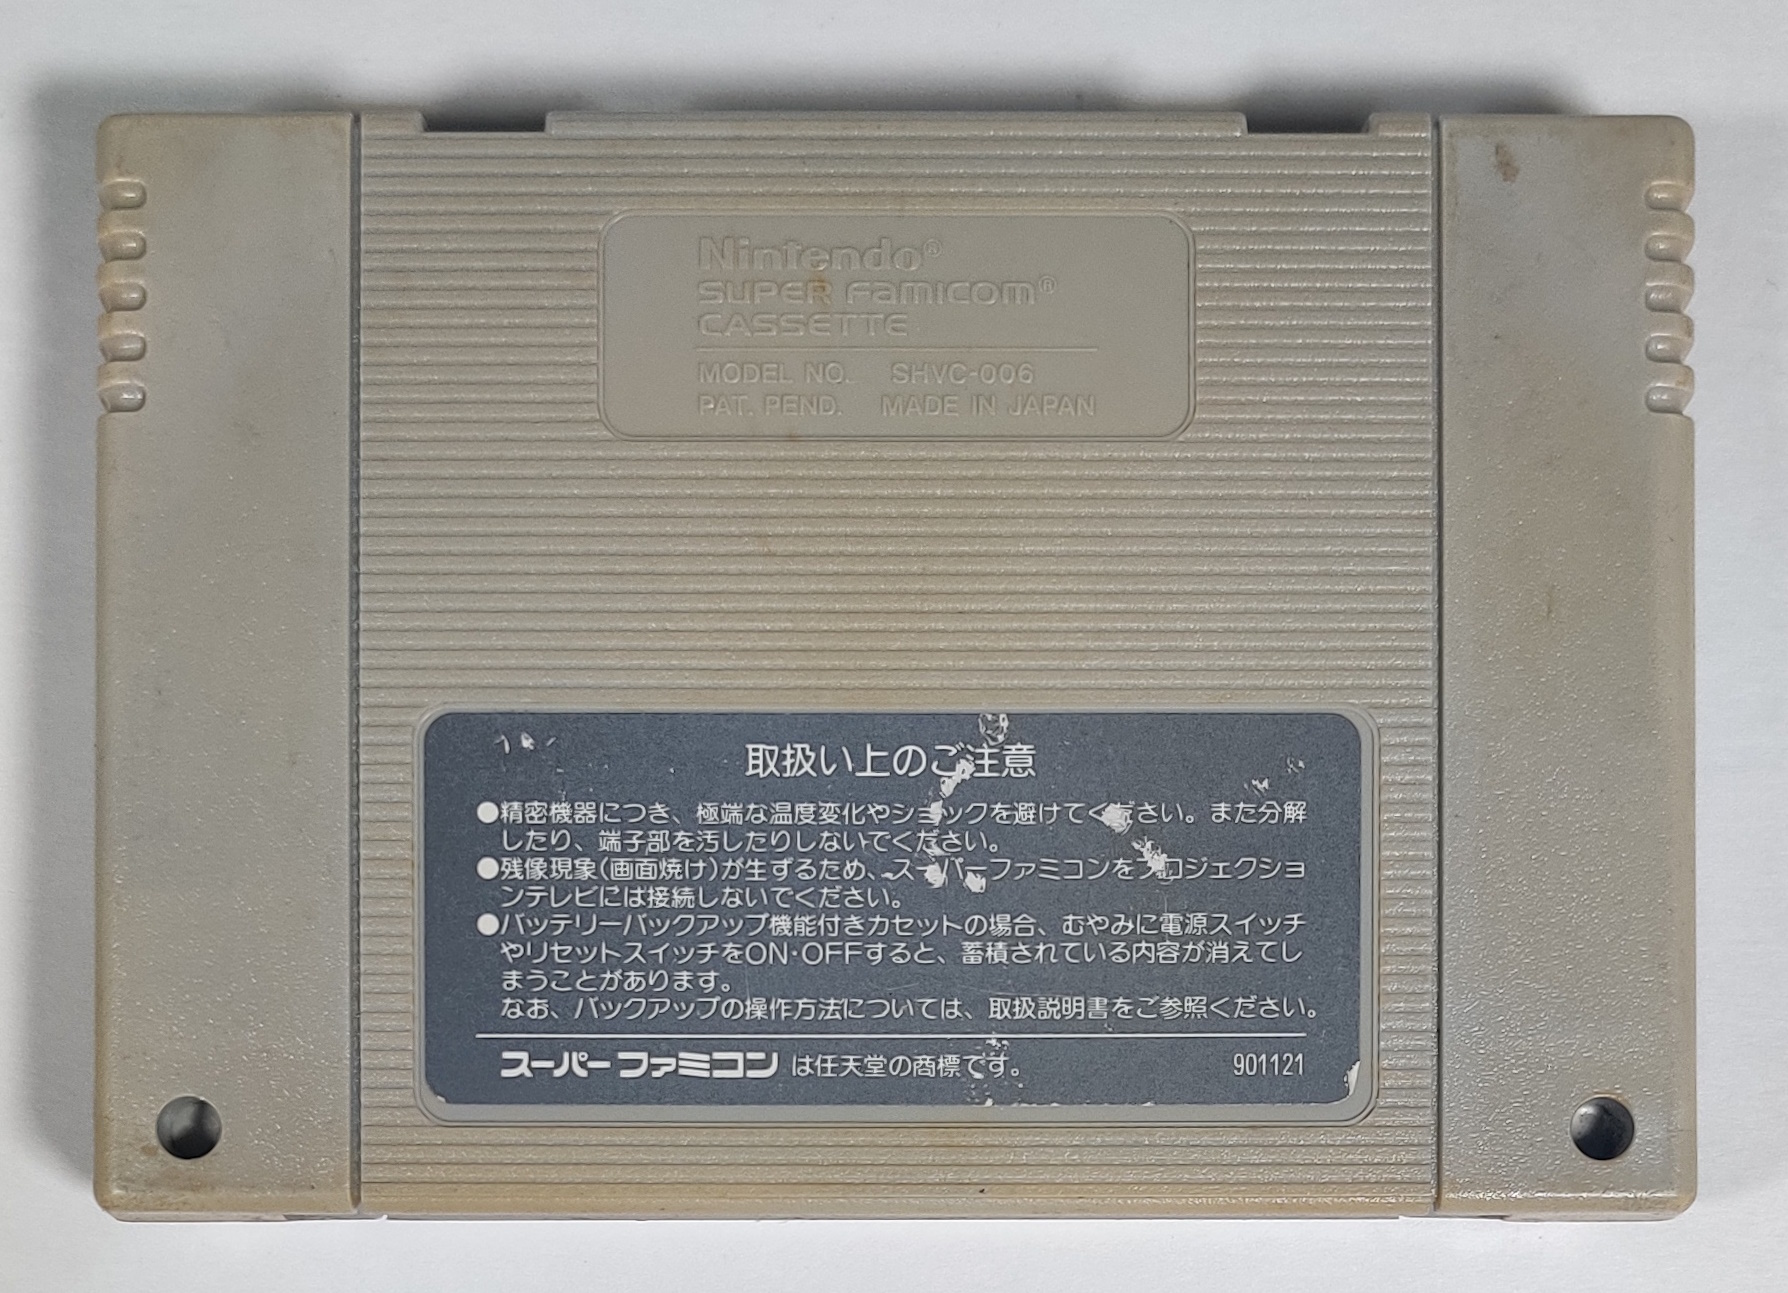 Nintendo®
SUPER FAMICOM®
CASSETTE
MODEL NO. SHVC-006
PAT. PEND. MADE IN JAPAN
取扱い上のご注意
●精密機器につき、極端な温度変化やショックを避けてください。また分解
したり、端子部を汚したりしないでください。
●残像現象(画面焼け)が生ずるため、スーパーファミコンをプロジェクショ
ンテレビには接続しないでください。
●バッテリーバックアップ機能付きカセットの場合、むやみに電源スイッチ
やリセットスイッチをON・OFFすると、蓄積されている内容が消えてし
まうことがあります。
なお、バックアップの操作方法については、取扱説明書をご参照ください。
スーパーファミコンは任天堂の商標です。 901121